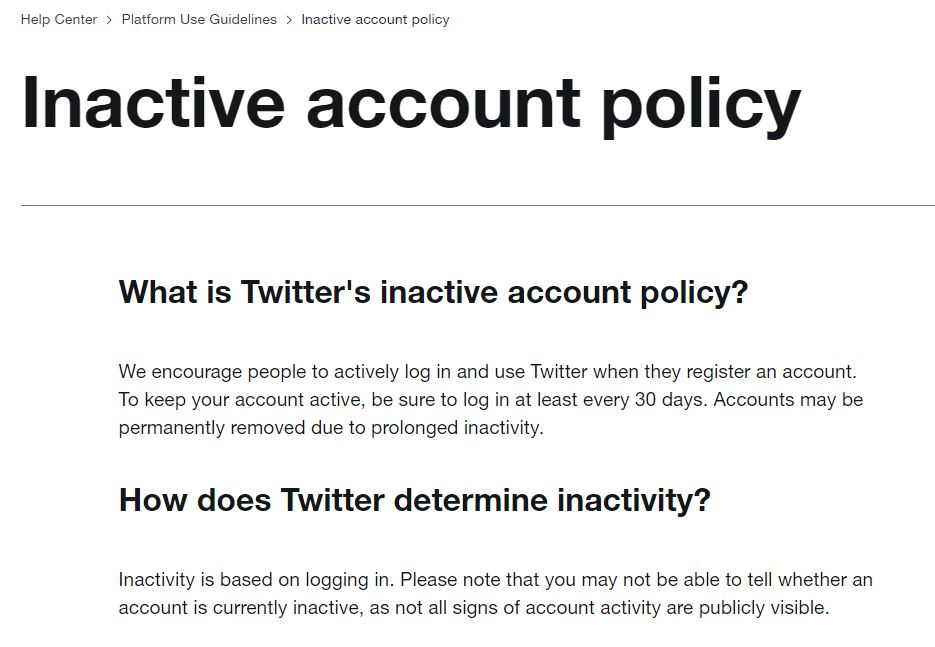 Help Center > Platform Use Guidelines > Inactive account policy
Inactive account policy
What is Twitter's inactive account policy?
We encourage people to actively log in and use Twitter when they register an account.
To keep your account active, be sure to log in at least every 30 days. Accounts may be
permanently removed due to prolonged inactivity.
How does Twitter determine inactivity?
Inactivity is based on logging in. Please note that you may not be able to tell whether an
account is currently inactive, as not all signs of account activity are publicly visible.